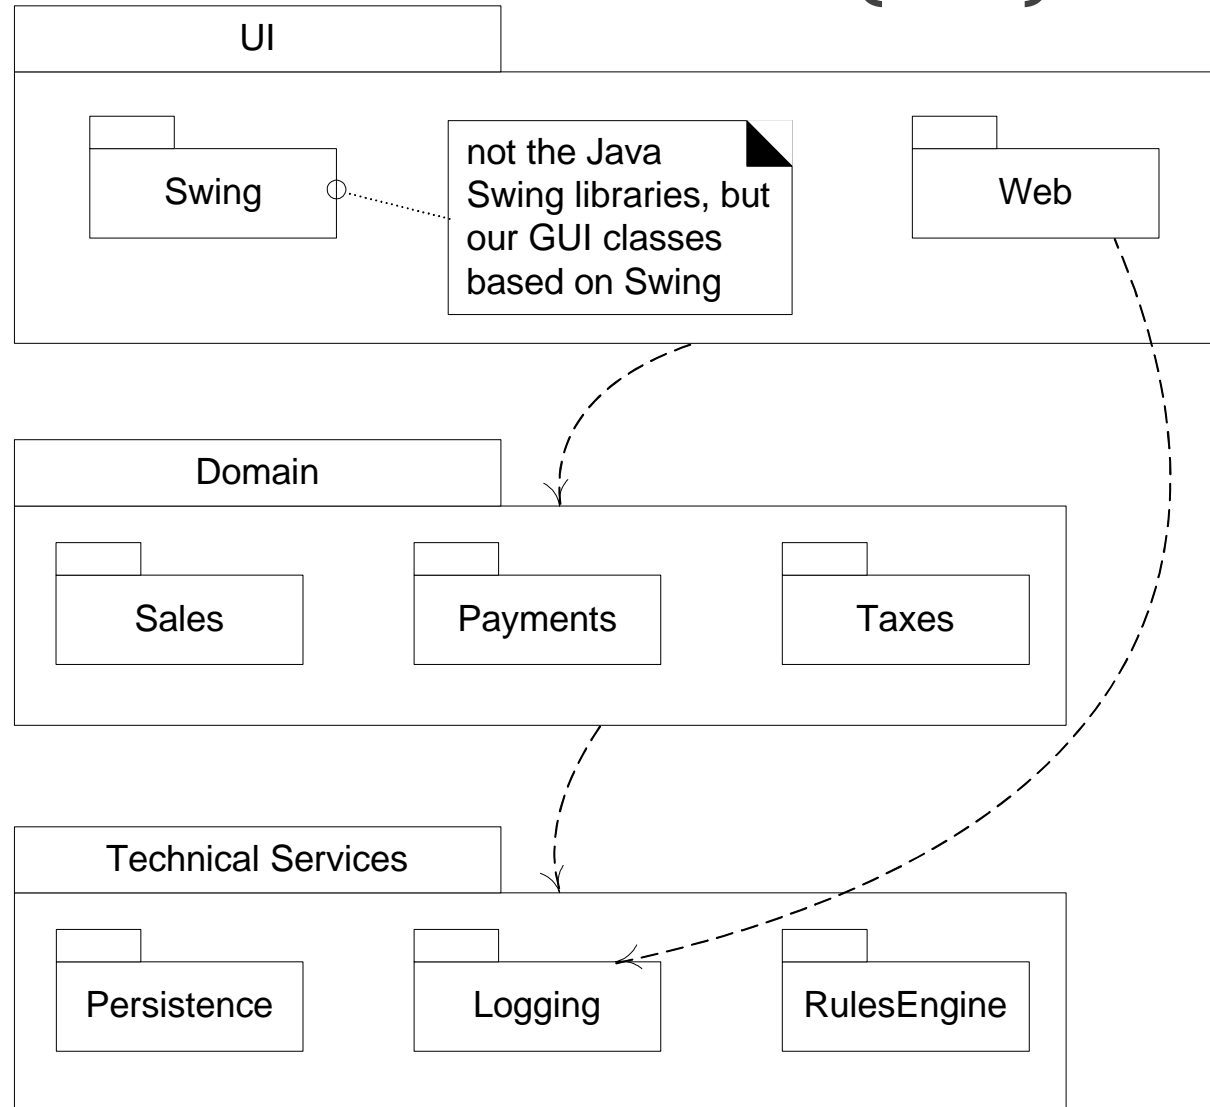 UI
Swing
not the Java
Swing libraries, but
our GUI classes
based on Swing
Web
Domain
Sales
Payments
Taxes
Technical Services
Persistence
Logging
RulesEngine